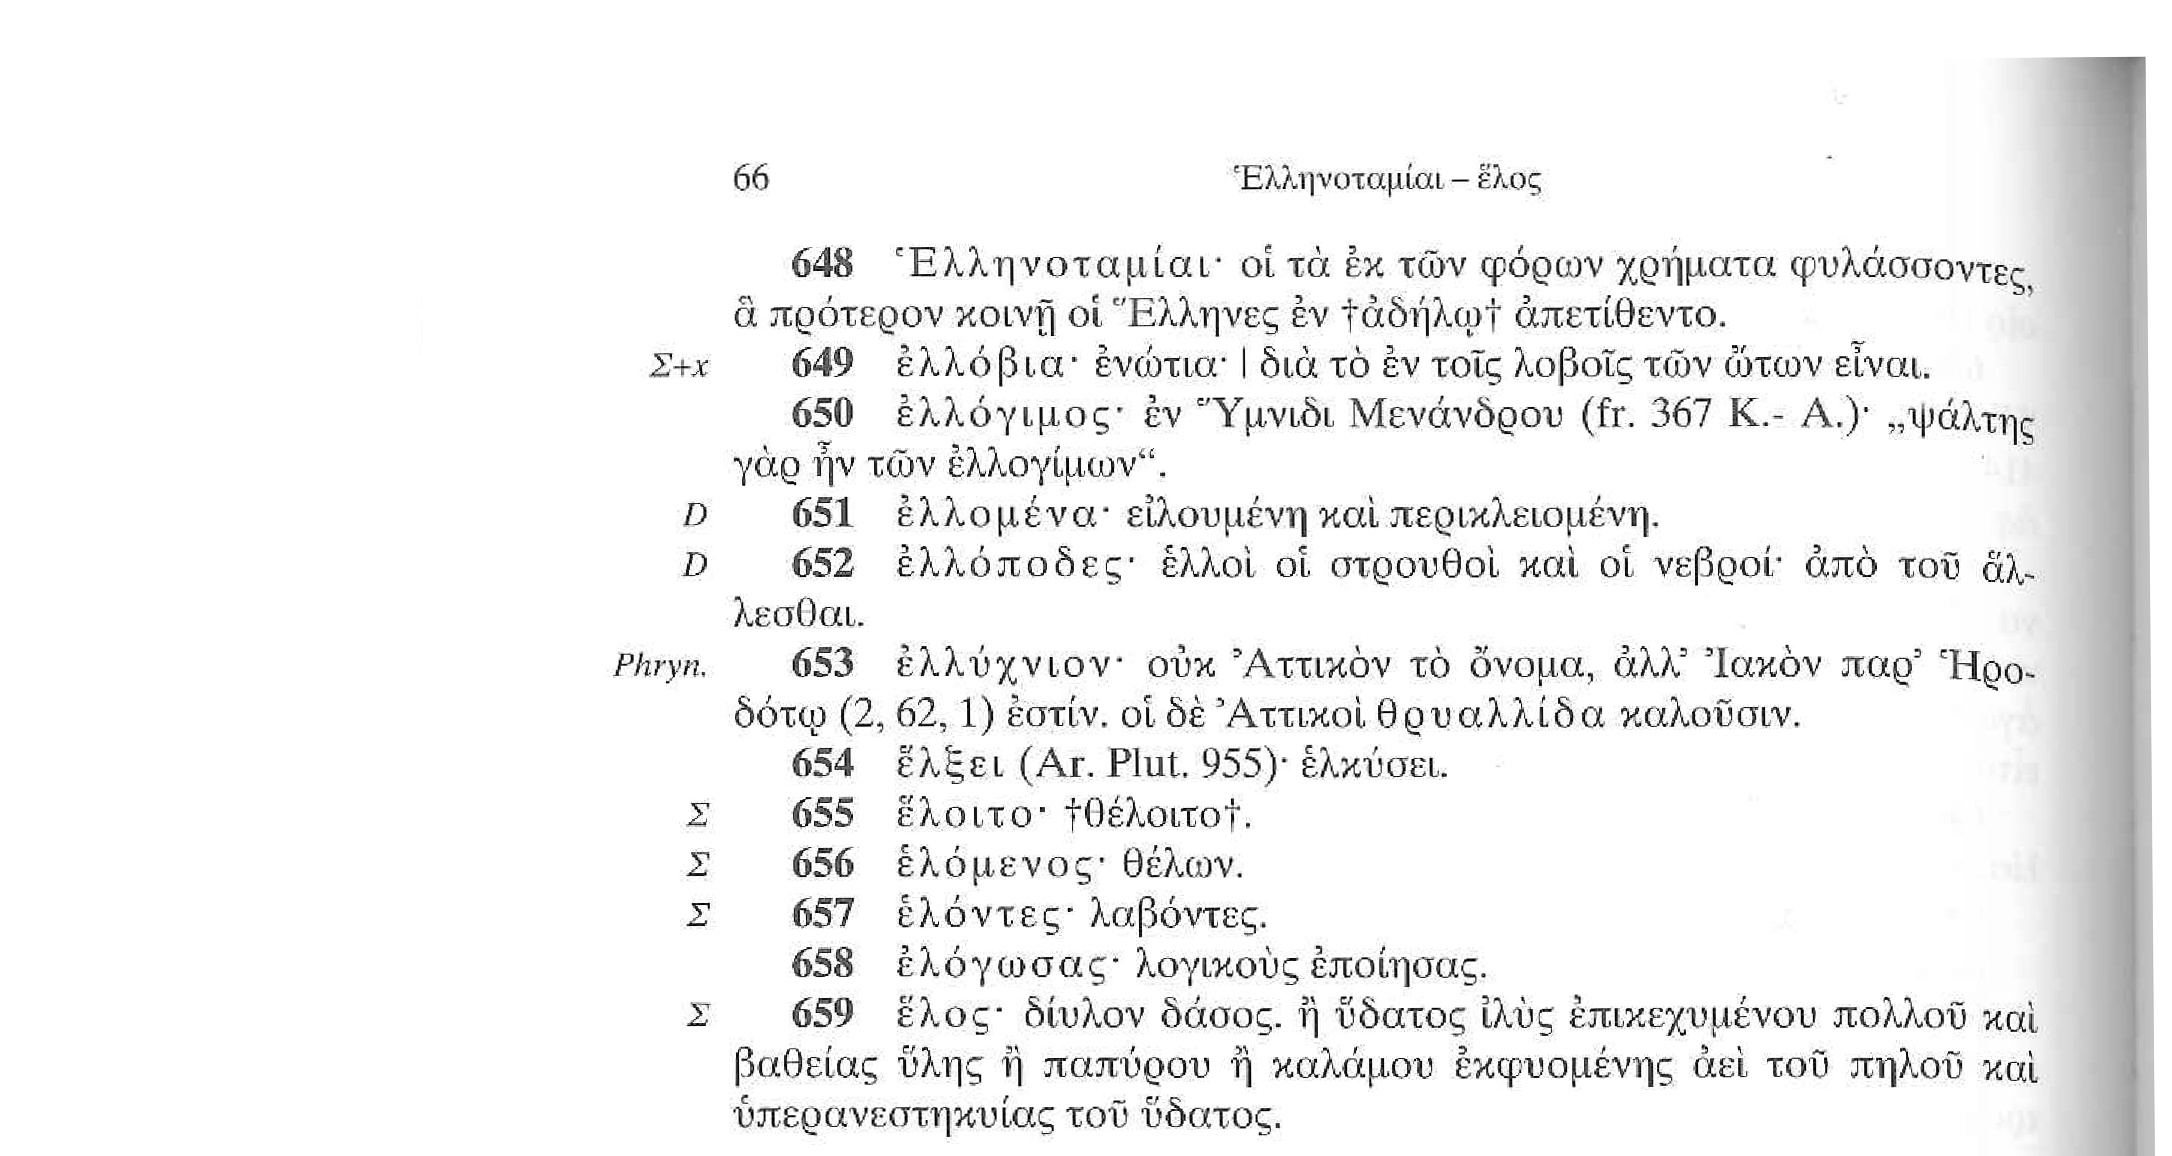 66 Ἑλληνοταμίαι – ἕλος
648 Ἑλληνοταμίαι· οἱ τὰ ἐκ τῶν φόρων χρήματα φυλάσσοντες,
ἃ πρότερον κοινῇ οἱ Ἕλληνες ἐν †ἀδήλῳ† ἀπετίθεντο.
Σ+x 649 ἐλλόβια· ἐνώτια· | διὰ τὸ ἐν τοῖς λοβοῖς τῶν ὤτων εἶναι.
650 ἐλλόγιμος· ἐν Ὕμνιδι Μενάνδρου (fr. 367 K.- A.)· „ψάλτης
γὰρ ἦν τῶν ἐλλογίμων“.
D 651 ἐλλομένα· εἰλουμένη καὶ περικλειομένη.
D 652 ἐλλόποδες· ἑλλοὶ οἱ στρουθοὶ καὶ οἱ νεβροί· ἀπὸ τοῦ ἅλ-
λεσθαι.
Phryn. 653 ἐλλύχνιον· οὐκ Ἀττικὸν τὸ ὄνομα, ἀλλ’ Ἰακὸν παρ’ Ἡρο-
δότῳ (2, 62, 1) ἐστίν. οἱ δὲ Ἀττικοὶ θρυαλλίδα καλοῦσιν.
654 ἕλξει (Ar. Plut. 955)· ἑλκύσει.
Σ 655 ἕλοιτο· †θέλοιτο†.
Σ 656 ἑλόμενος· θέλων.
Σ 657 ἑλόντες· λαβόντες.
658 ἐλόγωσας· λογικοὺς ἐποίησας.
Σ 659 ἕλος· δίυλον δάσος. ἢ ὕδατος ἰλὺς ἐπικεχυμένου πολλοῦ καὶ
βαθείας ὕλης ἢ παπύρου ἢ καλάμου ἐκφυομένης ἀεὶ τοῦ πηλοῦ καὶ
ὑπερανεστηκυίας τοῦ ὕδατος.